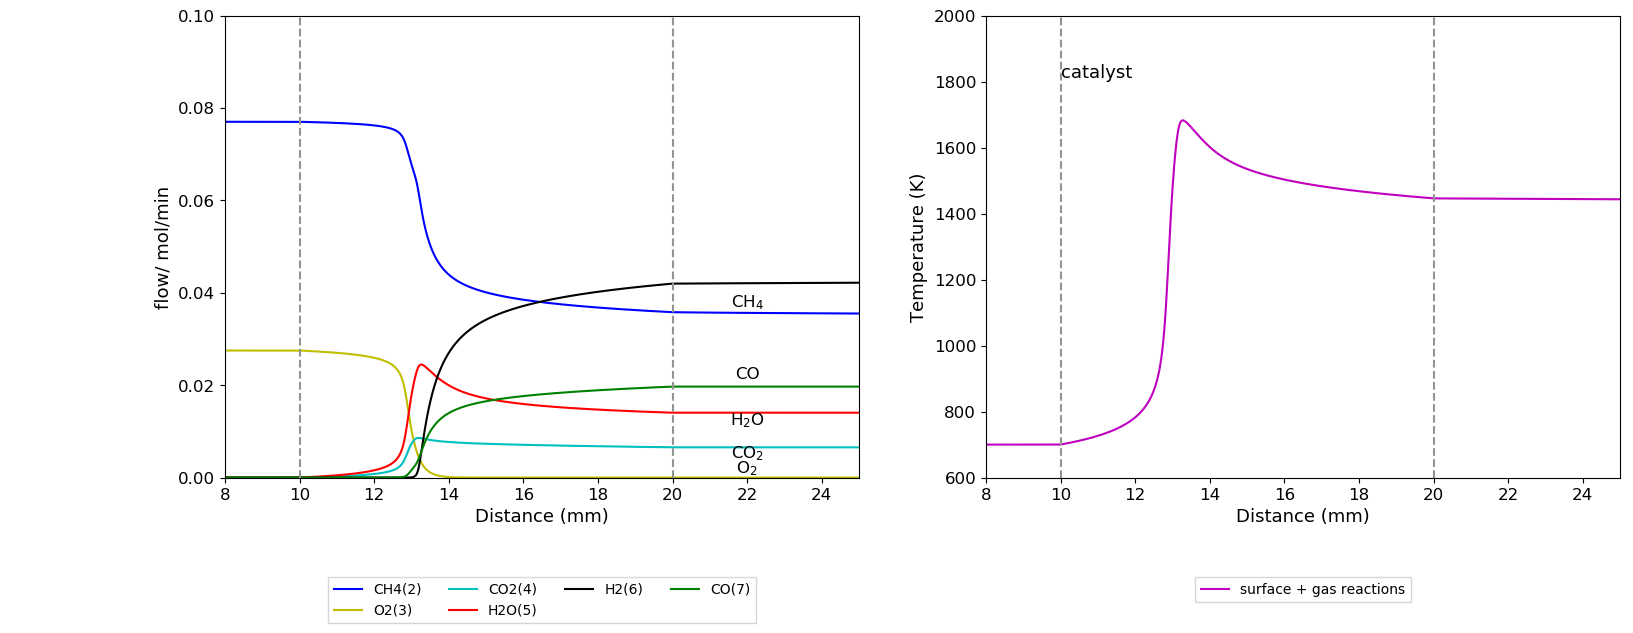 0.10
0.08
0.06
0.04
0.02
0.00
flow/ mol/min
CH4
CO
H2O
CO2
O2
8 10 12 14 16 18 20 22 24
Distance (mm)
CH4(2) CO2(4) H2(6) CO(7)
O2(3) H2O(5)
2000
1800
1600
1400
1200
1000
800
600
Temperature (K)
catalyst
8 10 12 14 16 18 20 22 24
Distance (mm)
surface + gas reactions